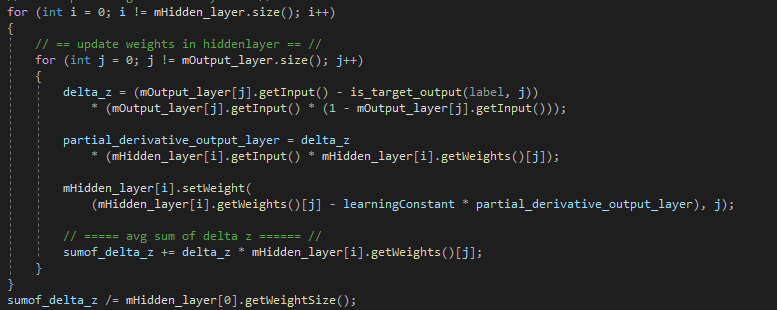 for (int i = 0; i != mHidden_layer.size(); i++)
{
// == update weights in hiddenlayer == //
for (int j = 0; j != mOutput_layer.size(); j++)
{
delta_z = (mOutput_layer[j].getInput() - is_target_output(label, j))
* (mOutput_layer[j].getInput() * (1 - mOutput_layer[j].getInput()));
partial_derivative_output_layer = delta_z
* (mHidden_layer[i].getInput() * mHidden_layer[i].getWeights()[j]);
mHidden_layer[i].setWeight(
(mHidden_layer[i].getWeights()[j] - learningConstant * partial_derivative_output_layer), j);
// ===== avg sum of delta z ====== //
sumof_delta_z += delta_z * mHidden_layer[i].getWeights()[j];
}
}
sumof_delta_z /= mHidden_layer[0].getWeightSize();